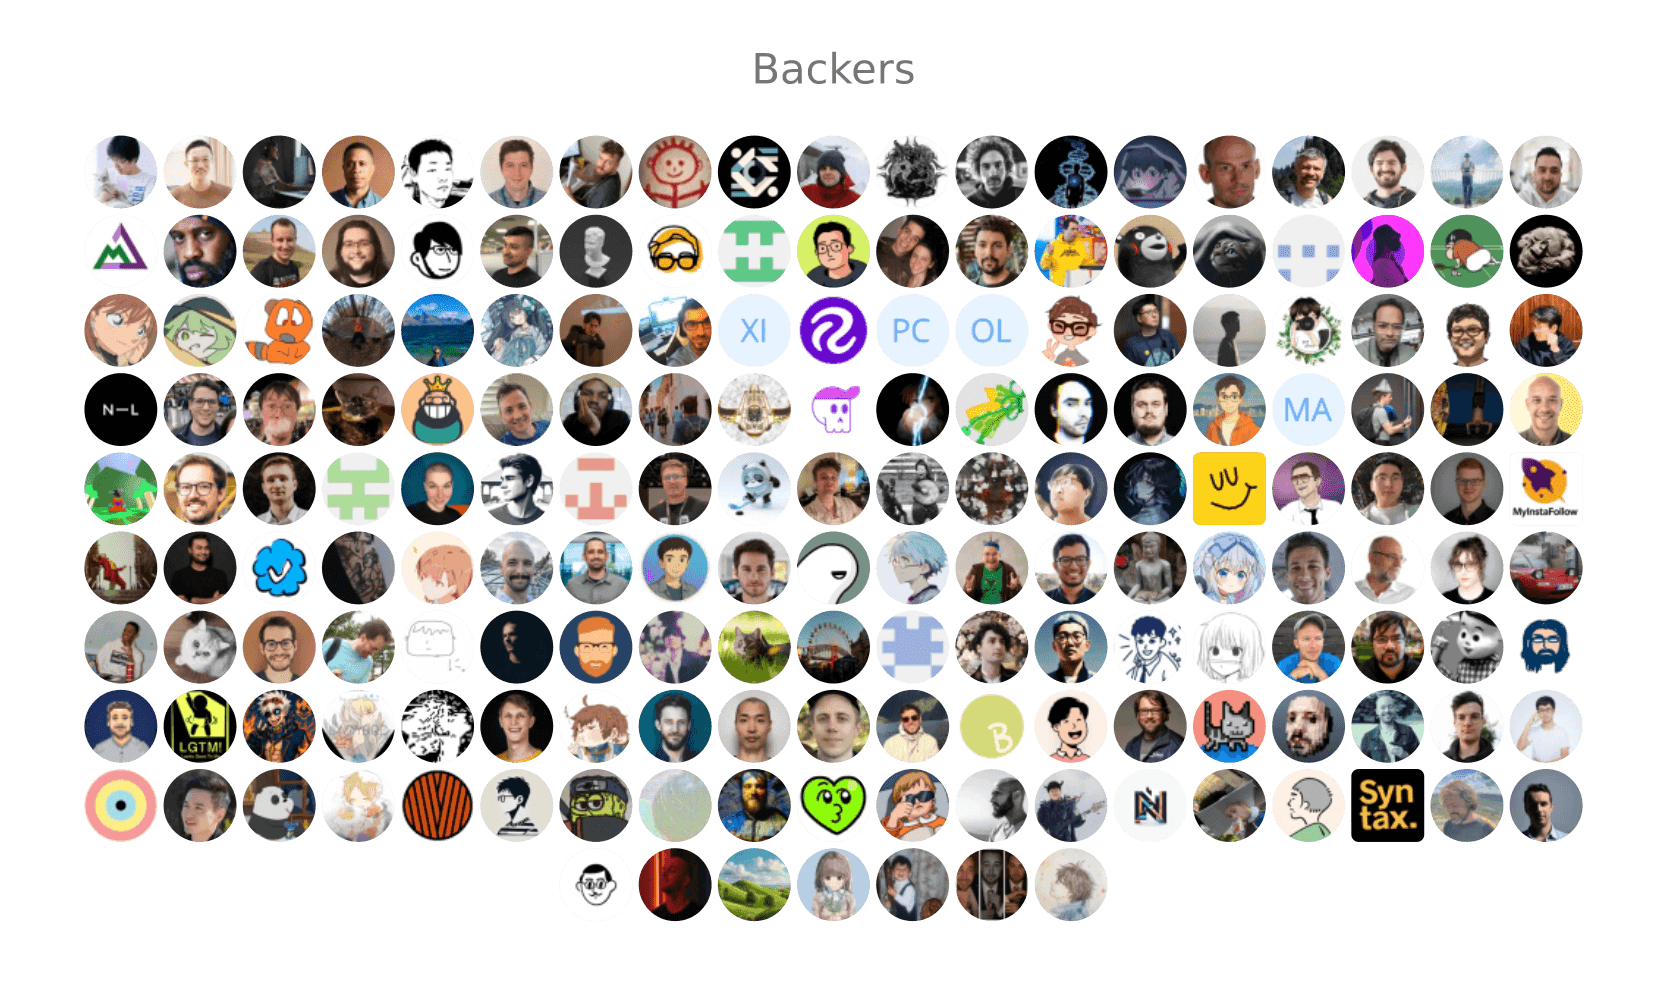 Backers
XI
PC
OL
N—L
MA
MyInstaFollow
LGTM!
B
Syn
tax.